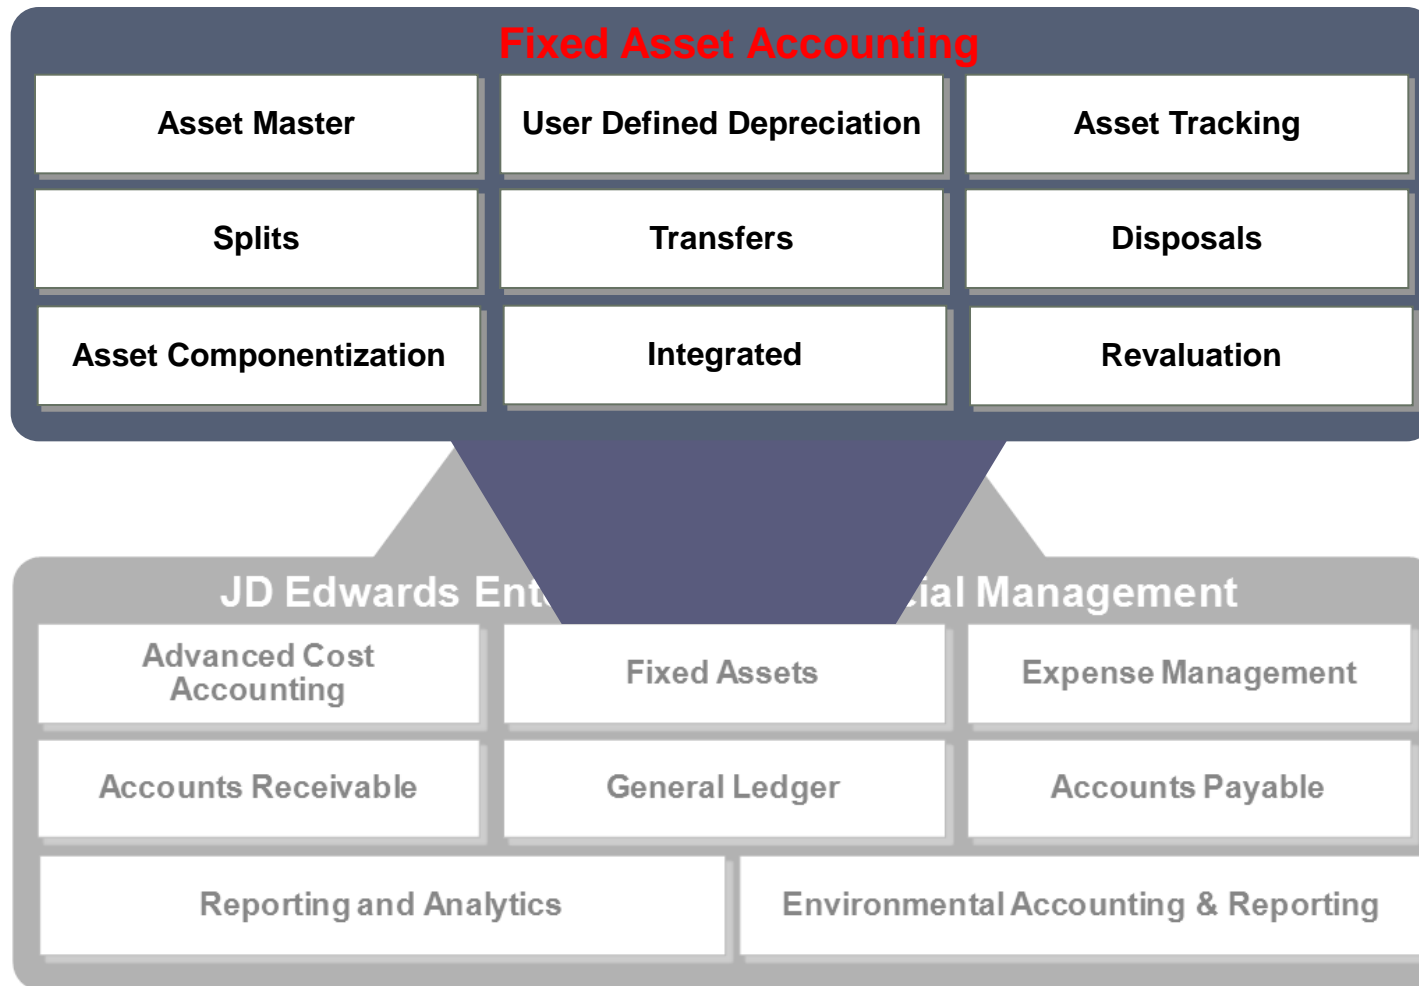 Fixed Asset Accounting
Asset Master
User Defined Depreciation
Asset Tracking
Splits
Transfers
Disposals
Asset Componentization
Integrated
Revaluation
JD Edwards Management
Advanced Cost
Accounting
Fixed Assets
Expense Management
Accounts Receivable
General Ledger
Accounts Payable
Reporting and Analytics
Environmental Accounting & Reporting